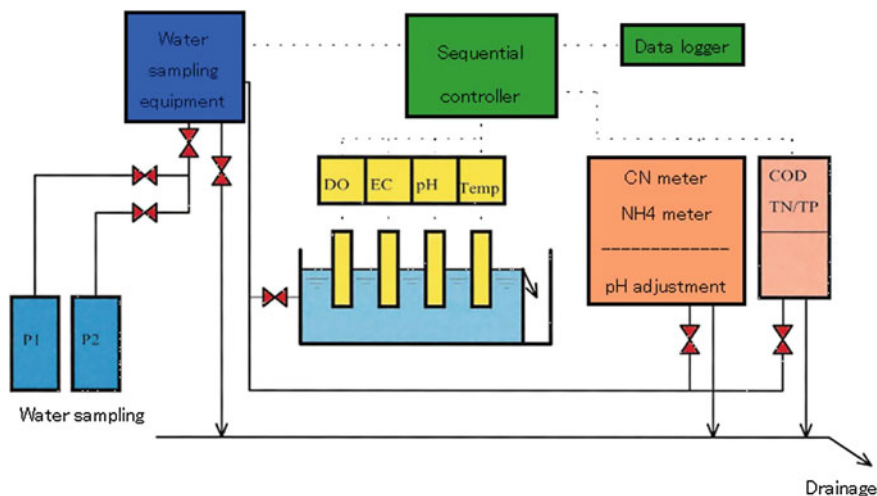 Water
sampling
equipment
Sequential
controller
Data logger
DO EC pH Temp
CN meter
NH4 meter
pH adjustment
COD
TN/TP
P1 P2
Water sampling
Drainage